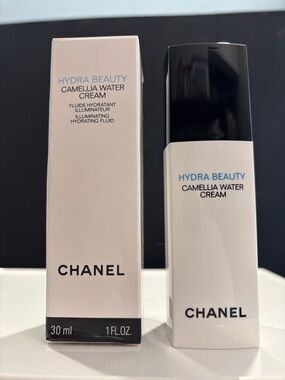 HYDRA BEAUTY
CAMELLIA WATER
CREAM
FLUIDE HYDRATANT
ILLUMINATEUR
ILLUMINATING
HYDRATING FLUID
CHANEL
30 ml 1 FL.OZ.
HYDRA BEAUTY
CAMELLIA WATER
CREAM
CHANEL